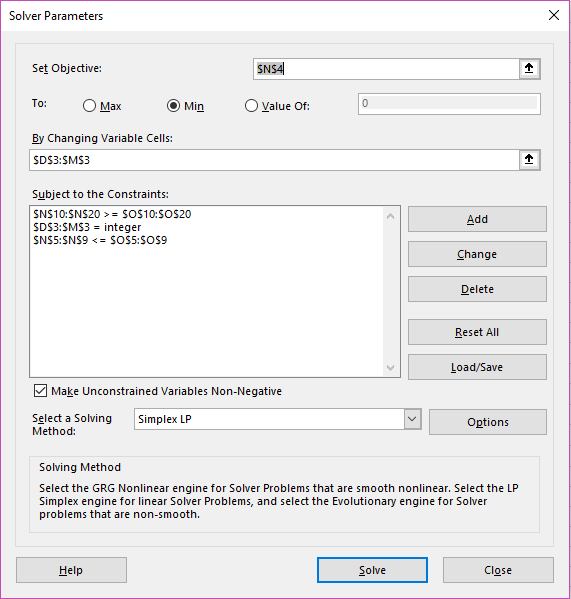 Solver Parameters
Set Objective:
$N$4
To:
Max
Min
Value Of:
0
By Changing Variable Cells:
$D$3:$M$3
Subject to the Constraints:
$N$10:$N$20 >= $O$10:$O$20
$D$3:$M$3 = integer
$N$5:$N$9 <= $O$5:$O$9
Add
Change
Delete
Reset All
Load/Save
Make Unconstrained Variables Non-Negative
Select a Solving
Method:
Simplex LP
Options
Solving Method
Select the GRG Nonlinear engine for Solver Problems that are smooth nonlinear. Select the LP
Simplex engine for linear Solver Problems, and select the Evolutionary engine for Solver
problems that are non-smooth.
Help
Solve
Close